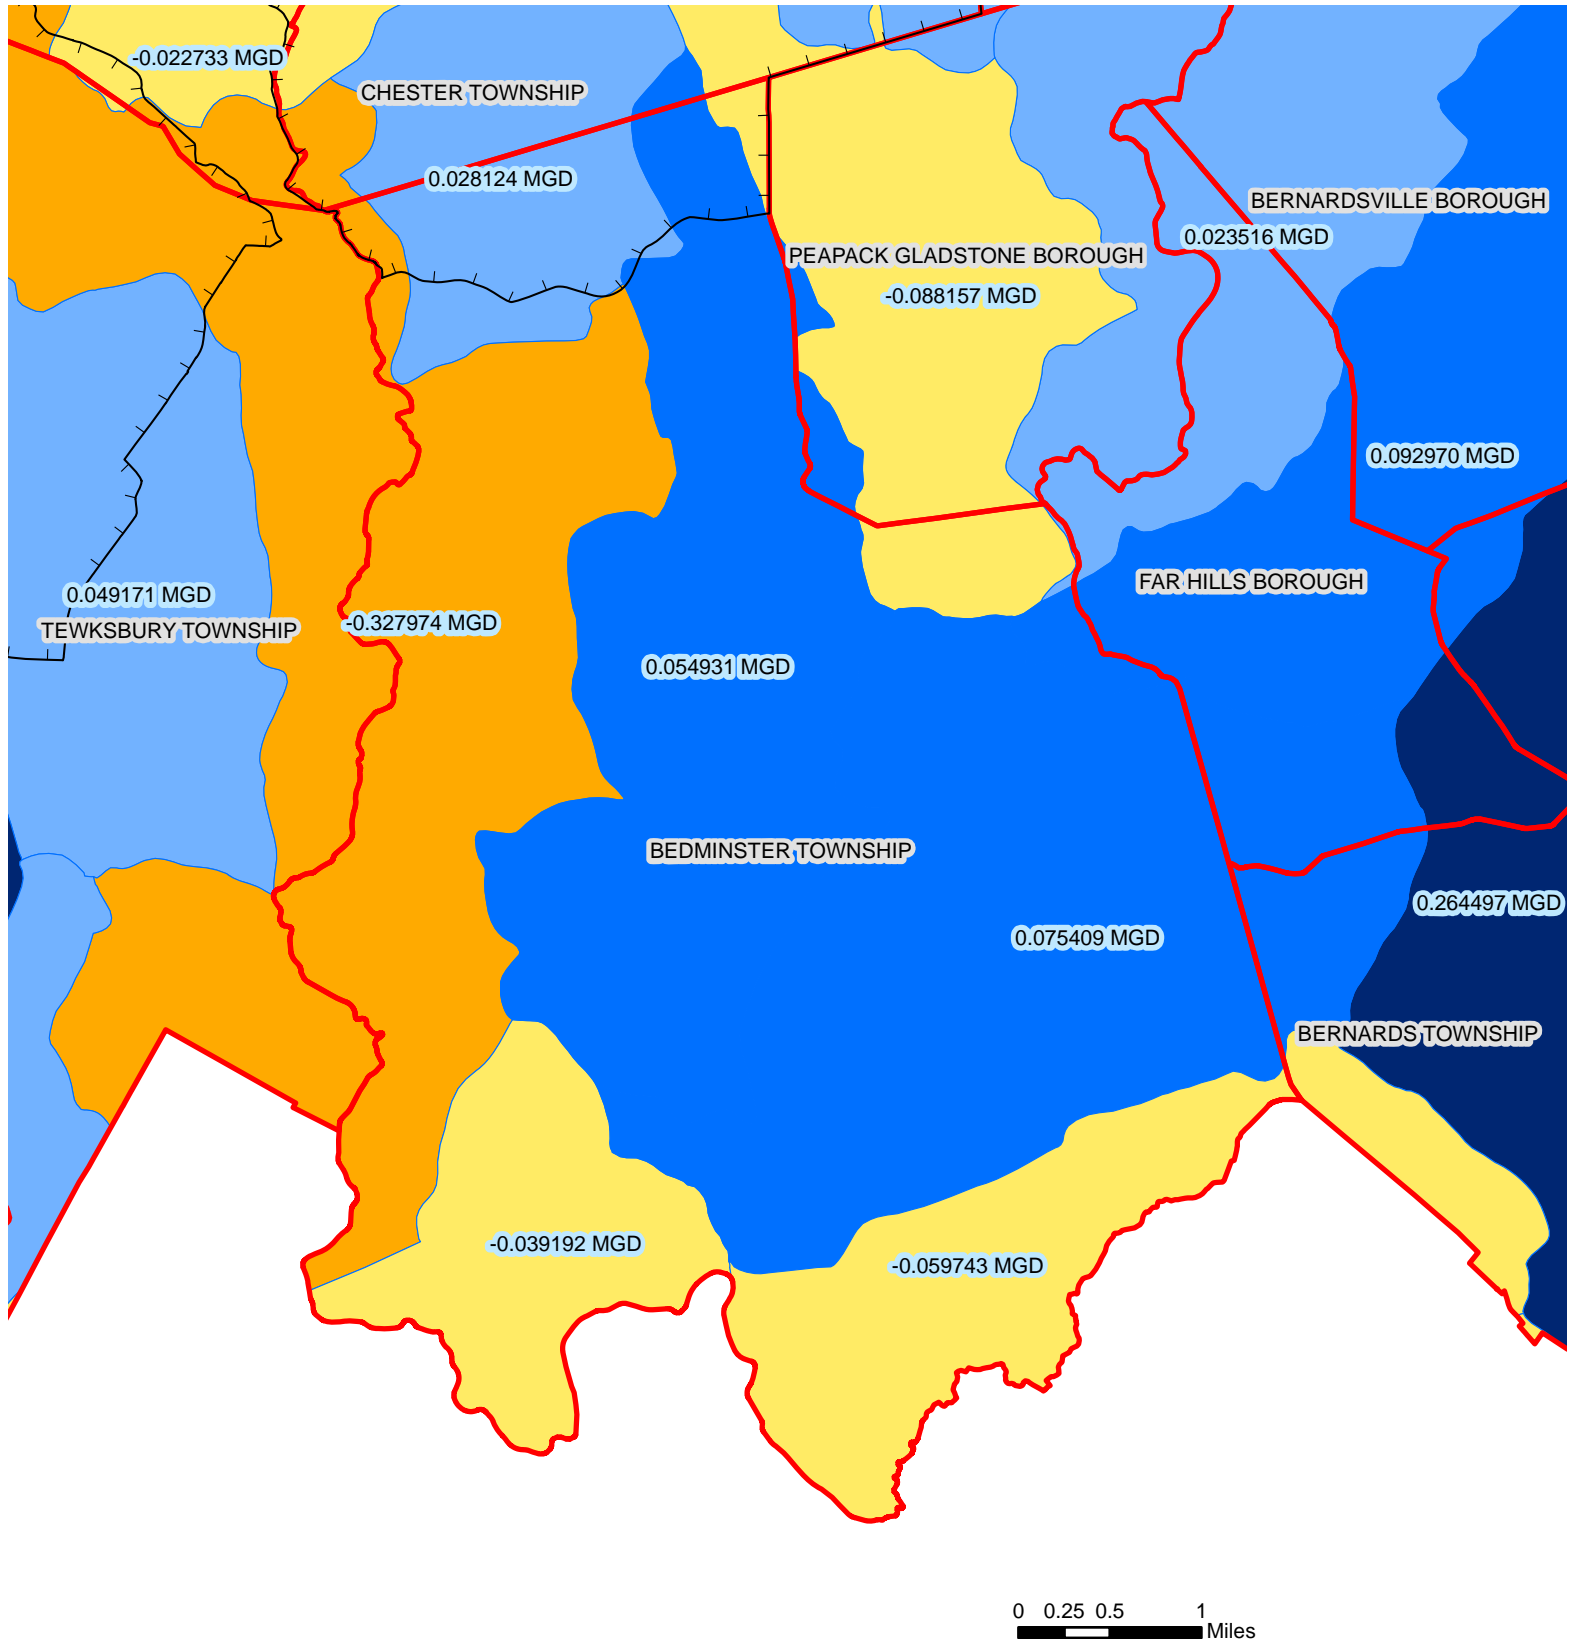 -0.022733 MGD
CHESTER TOWNSHIP
0.028124 MGD
BERNARDSVILLE BOROUGH
0.023516 MGD
PEAPACK GLADSTONE BOROUGH
-0.088157 MGD
0.092970 MGD
FAR HILLS BOROUGH
0.049171 MGD
TEWKSBURY TOWNSHIP
-0.327974 MGD
0.054931 MGD
BEDMINSTER TOWNSHIP
0.264497 MGD
0.075409 MGD
BERNARDS TOWNSHIP
-0.039192 MGD
-0.059743 MGD
0 0.25 0.5 1
Miles